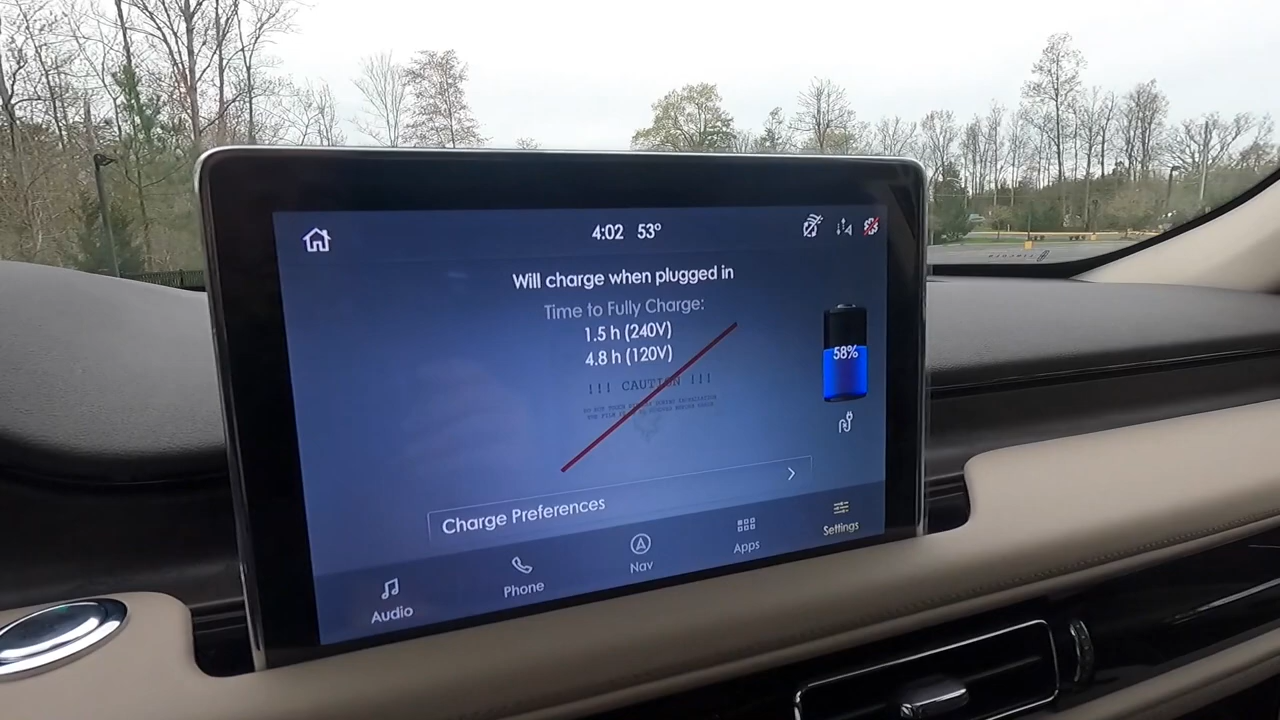 4:02 53°
Will charge when plugged in
Time to Fully Charge:
1.5 h (240V)
4.8 h (120V)
58%
!!! CAUTION !!!
Charge Preferences
Audio
Phone
Nav
Apps
Settings